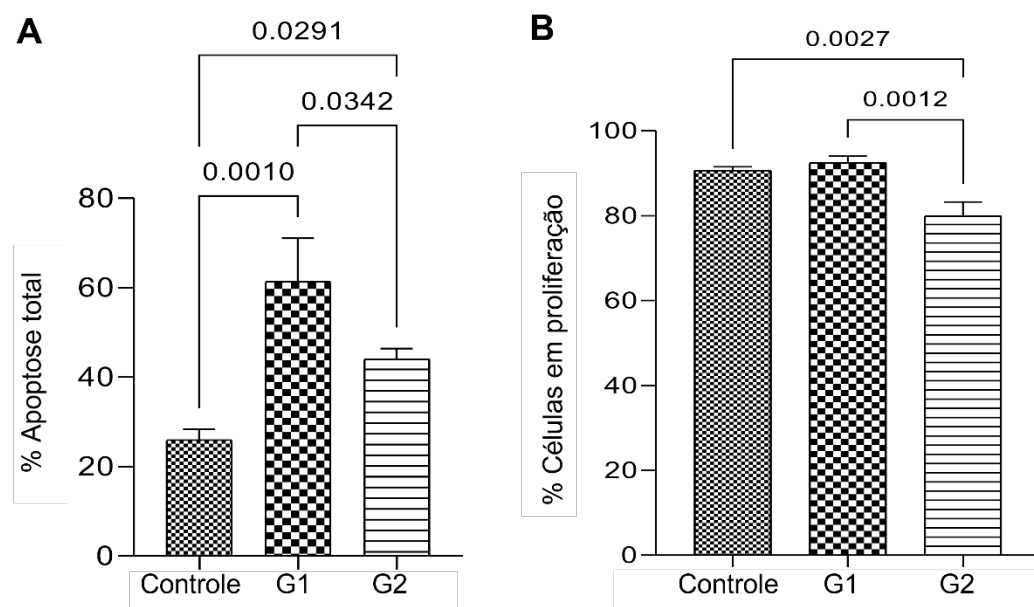 A
0.0291
0.0342
0.0010
80
60
40
20
0
% Apoptose total
Controle G1 G2
B
0.0027
0.0012
100
80
60
40
20
0
% Células em proliferação
Controle G1 G2